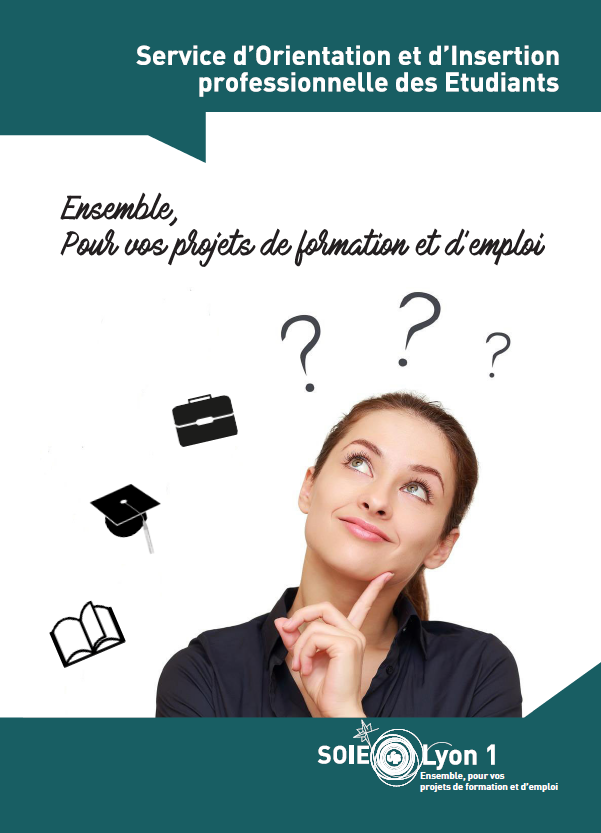 Service d'Orientation et d'Insertion
professionnelle des Etudiants
Ensemble,
Pour vos projets de formation et d'emploi
? ? ?
SOIE Lyon 1
Ensemble, pour vos
projets de formation et d'emploi